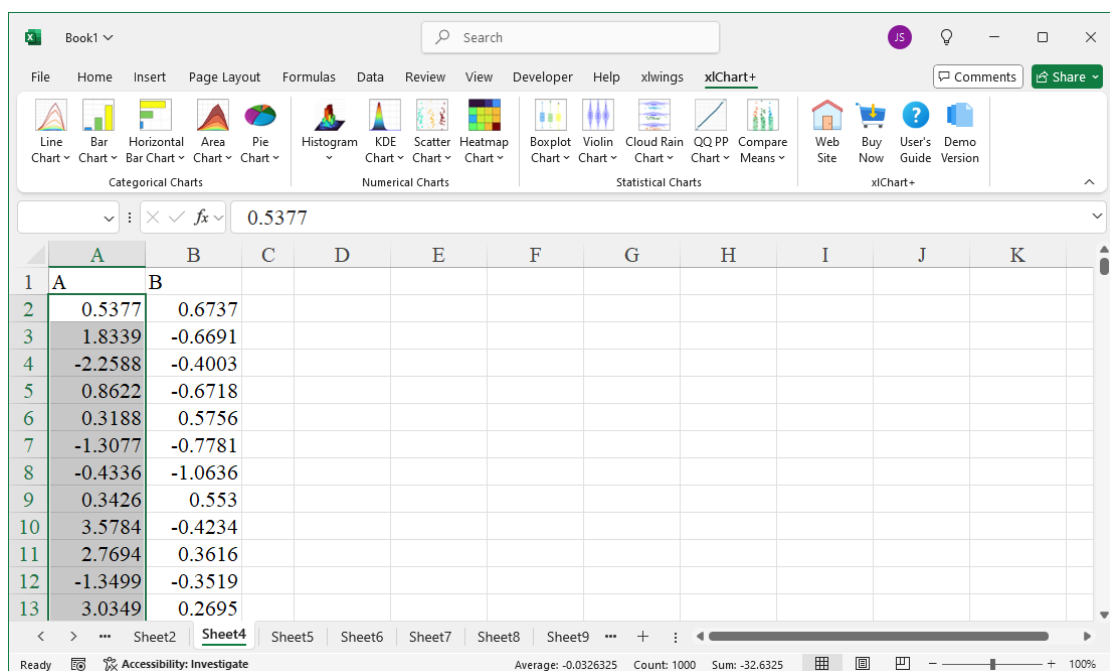 Book1
Search
JS
File Home Insert Page Layout Formulas Data Review View Developer Help xlwings xlChart+ Comments Share
Line Chart
Bar Chart
Horizontal Bar Chart
Area Chart
Pie Chart
Histogram
KDE Chart
Scatter Chart
Heatmap Chart
Boxplot Chart
Violin Chart
Cloud Rain Chart
QQ PP Chart
Compare Means
Web Site
Buy Now
User's Guide
Demo Version
Categorical Charts Numerical Charts Statistical Charts xlChart+
fx 0.5377
A B C D E F G H I J K
1 A B
2 0.5377 0.6737
3 1.8339 -0.6691
4 -2.2588 -0.4003
5 0.8622 -0.6718
6 0.3188 0.5756
7 -1.3077 -0.7781
8 -0.4336 -1.0636
9 0.3426 0.553
10 3.5784 -0.4234
11 2.7694 0.3616
12 -1.3499 -0.3519
13 3.0349 0.2695
... Sheet2 Sheet4 Sheet5 Sheet6 Sheet7 Sheet8 Sheet9 ...
Ready Accessibility: Investigate Average: -0.0326325 Count: 1000 Sum: -32.6325 100%